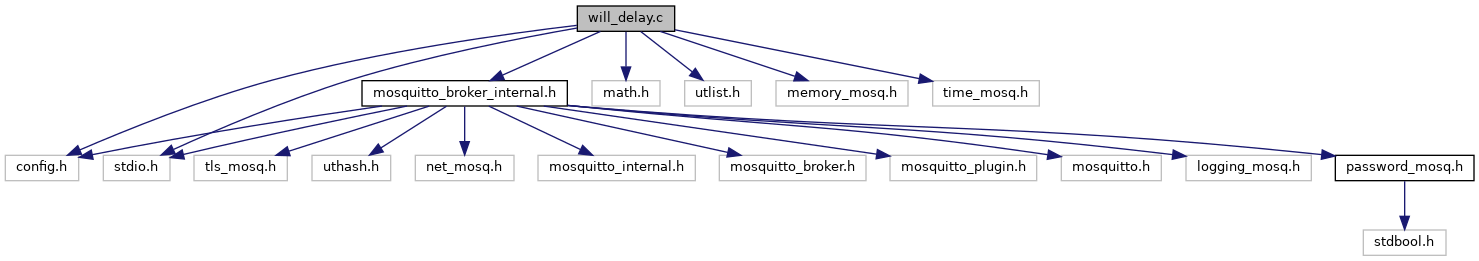 will_delay.c
mosquitto_broker_internal.h
math.h
utlist.h
memory_mosq.h
time_mosq.h
config.h
stdio.h
tls_mosq.h
uthash.h
net_mosq.h
mosquitto_internal.h
mosquitto_broker.h
mosquitto_plugin.h
mosquitto.h
logging_mosq.h
password_mosq.h
stdbool.h